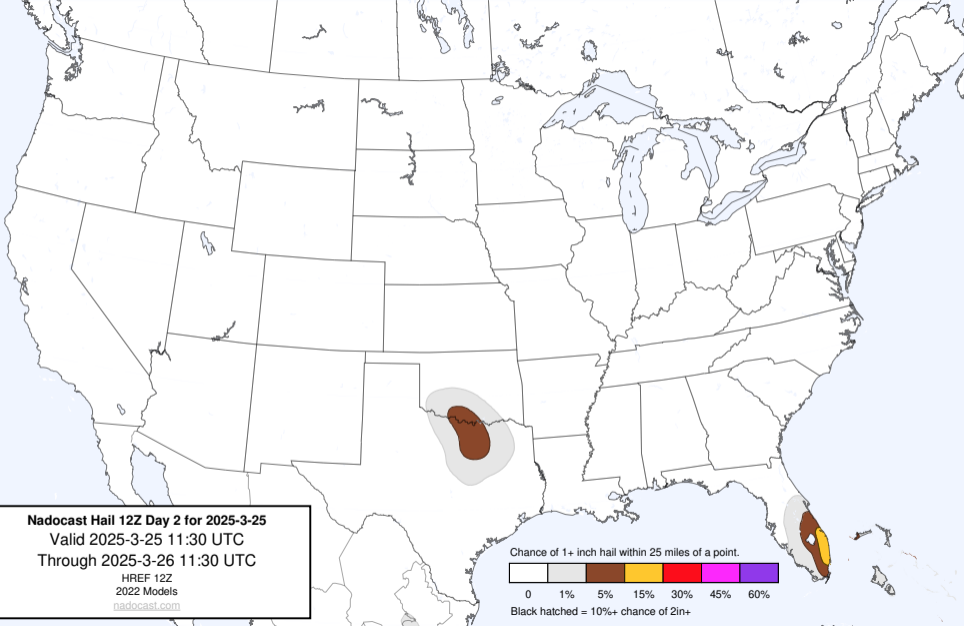 Nadocast Hail 12Z Day 2 for 2025-3-25
Valid 2025-3-25 11:30 UTC
Through 2025-3-26 11:30 UTC
HREF 12Z
2022 Models
nadocast.com
Chance of 1+ inch hail within 25 miles of a point.
0 1% 5% 15% 30% 45% 60%
Black hatched = 10%+ chance of 2in+